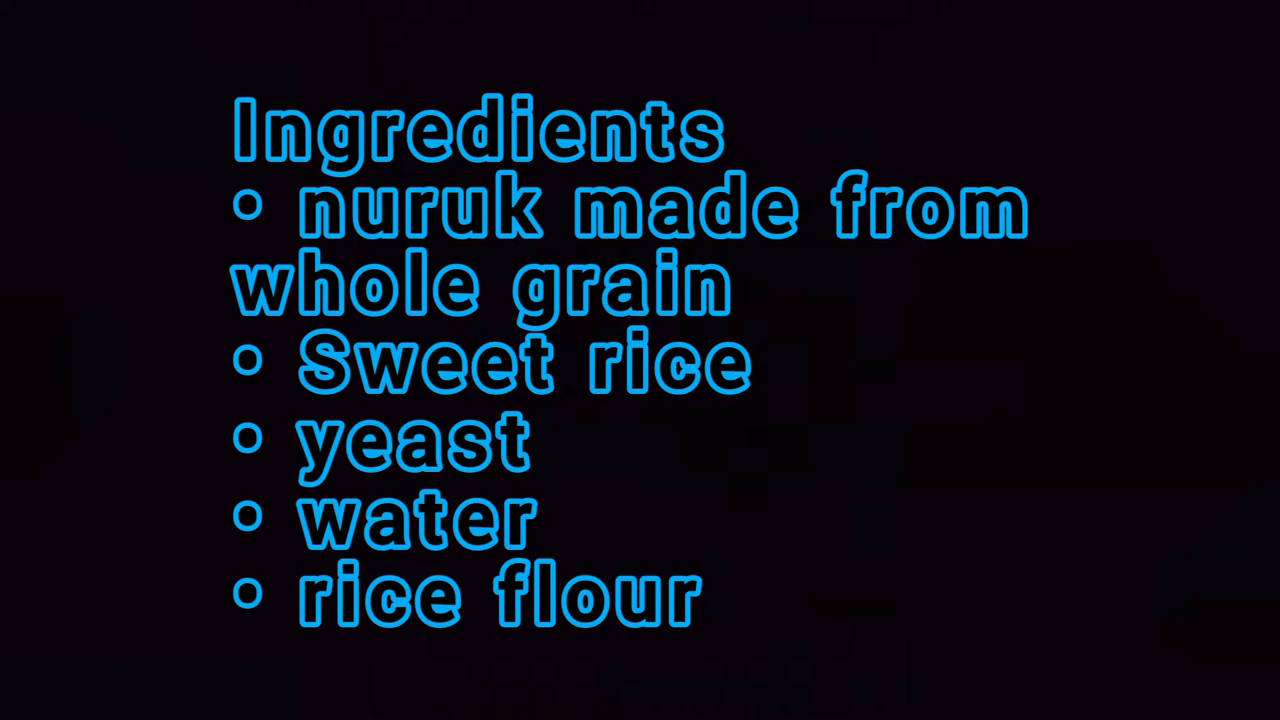 Ingredients
• nuruk made from
whole grain
• Sweet rice
• yeast
• water
• rice flour